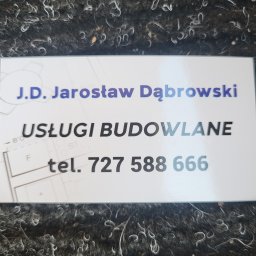 J.D. Jarosław Dąbrowski
USŁUGI BUDOWLANE
tel. 727 588 666